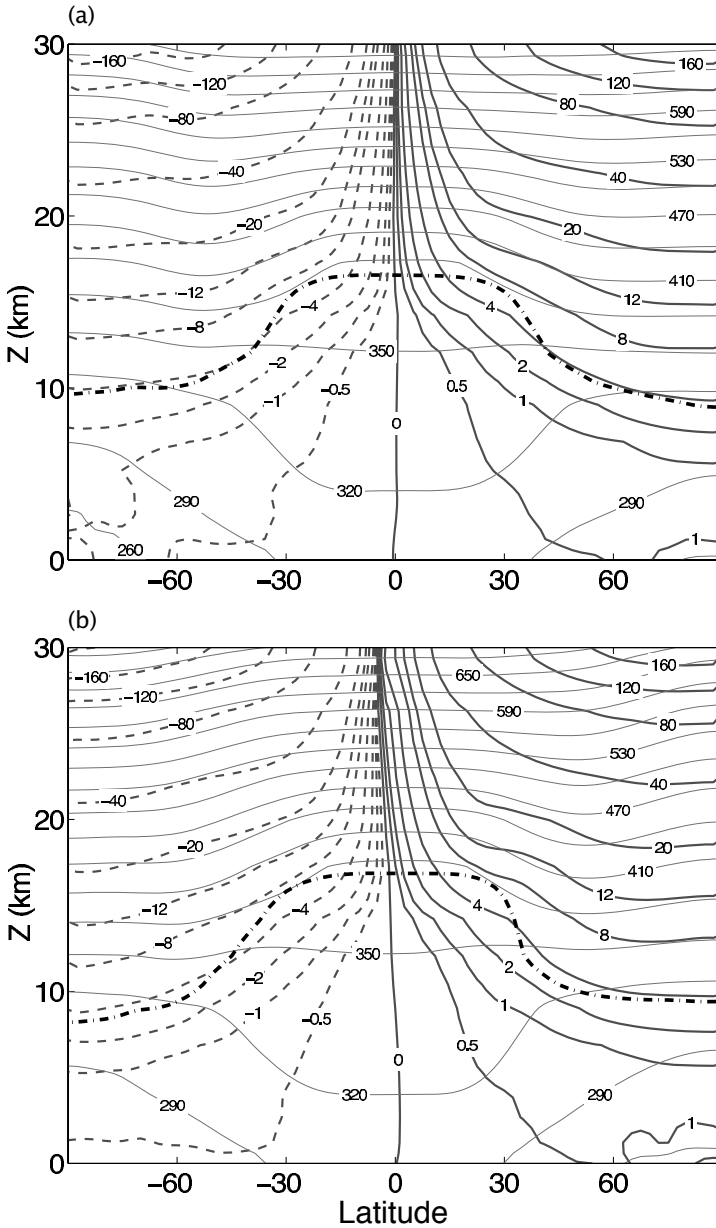 (a)
30
−160 160
−120 120
−80 80 590
530
−40 40
20
−20 20 470
−12 410
12
−8 −4 4 8
Z (km)
350
−2 2
10
−1 −0.5 0.5 1
0
290 320 290
260 1
0
−60 −30 0 30 60
(b)
30
−160 650 160
−120 590 120
−80 80
530
−40 40
470
20
−20 20
410
−12 12
−4 4
−8 8
Z (km)
350
−2 2
10
−1 −0.5 1
0.5
0
320
290 290
1
0
−60 −30 0 30 60
Latitude